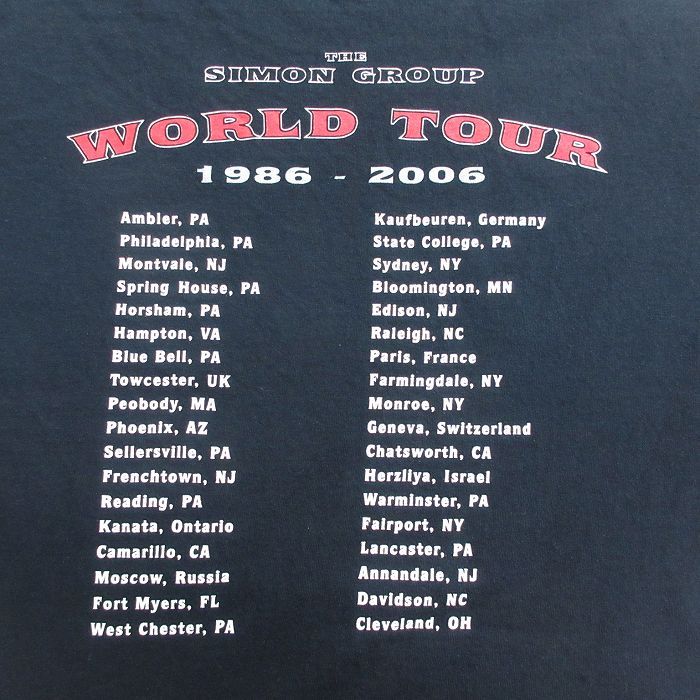 THE
SIMON GROUP
WORLD TOUR
1986 - 2006
Ambler, PA
Philadelphia, PA
Montvale, NJ
Spring House, PA
Horsham, PA
Hampton, VA
Blue Bell, PA
Towcester, UK
Peobody, MA
Phoenix, AZ
Sellersville, PA
Frenchtown, NJ
Reading, PA
Kanata, Ontario
Camarillo, CA
Moscow, Russia
Fort Myers, FL
West Chester, PA
Kaufbeuren, Germany
State College, PA
Sydney, NY
Bloomington, MN
Edison, NJ
Raleigh, NC
Paris, France
Farmingdale, NY
Monroe, NY
Geneva, Switzerland
Chatsworth, CA
Herzliya, Israel
Warminster, PA
Fairport, NY
Lancaster, PA
Annandale, NJ
Davidson, NC
Cleveland, OH